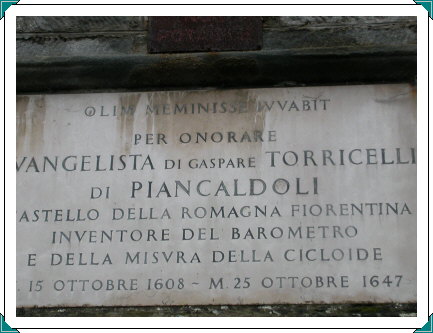 OLIM MEMINISSE IVVABIT
PER ONORARE
VANGELISTA DI GASPARE TORRICELLI
DI PIANCALDOLI
ASTELLO DELLA ROMAGNA FIORENTINA
INVENTORE DEL BAROMETRO
E DELLA MISVRA DELLA CICLOIDE
. 15 OTTOBRE 1608 ~ M. 25 OTTOBRE 1647